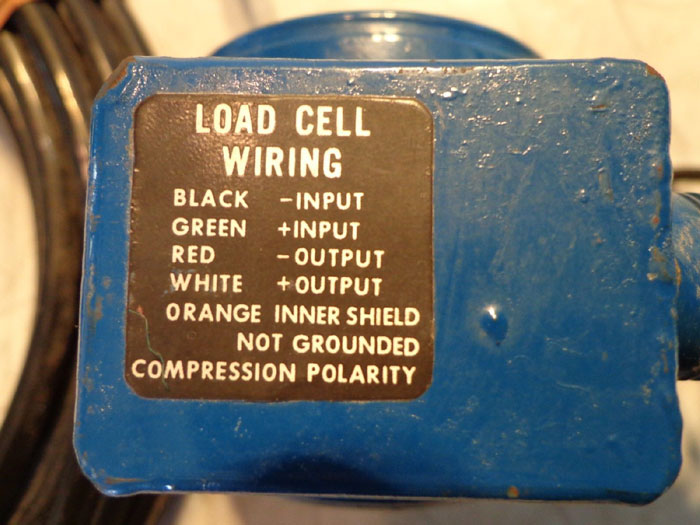 LOAD CELL
WIRING
BLACK -INPUT
GREEN +INPUT
RED -OUTPUT
WHITE +OUTPUT
ORANGE INNER SHIELD
NOT GROUNDED
COMPRESSION POLARITY